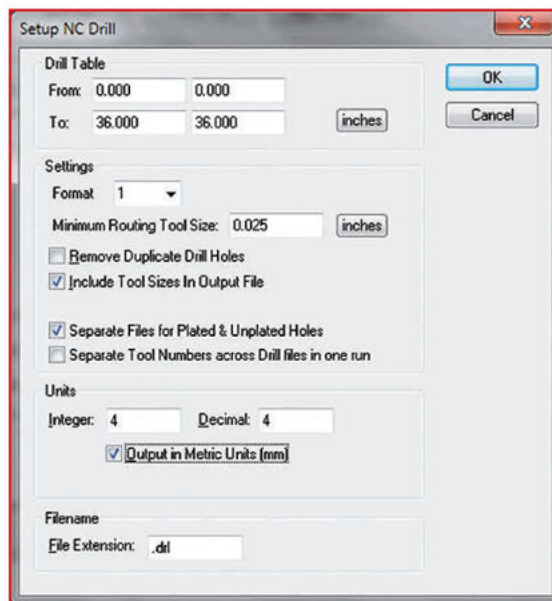 Setup NC Drill
Drill Table
From: 0.000 0.000
To: 36.000 36.000 inches
OK
Cancel
Settings
Format 1
Minimum Routing Tool Size: 0.025 inches
Remove Duplicate Drill Holes
Include Tool Sizes In Output File
Separate Files for Plated & Unplated Holes
Separate Tool Numbers across Drill files in one run
Units
Integer: 4 Decimal: 4
Output in Metric Units (mm)
Filename
File Extension: .drl